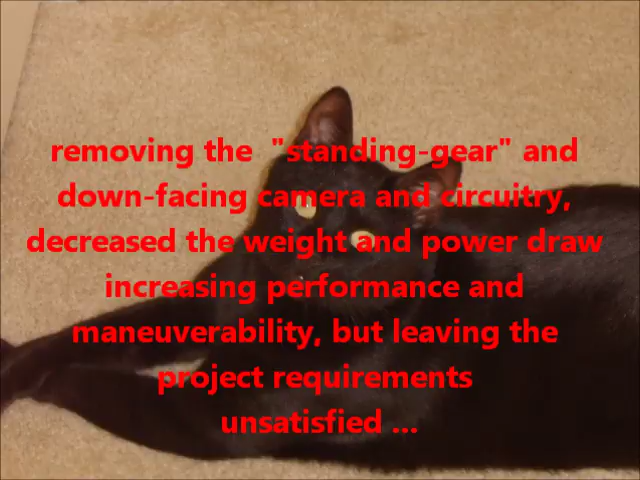 removing the  "standing-gear" and
down-facing camera and circuitry,
decreased the weight and power draw
increasing performance and
maneuverability, but leaving the
project requirements
unsatisfied ...